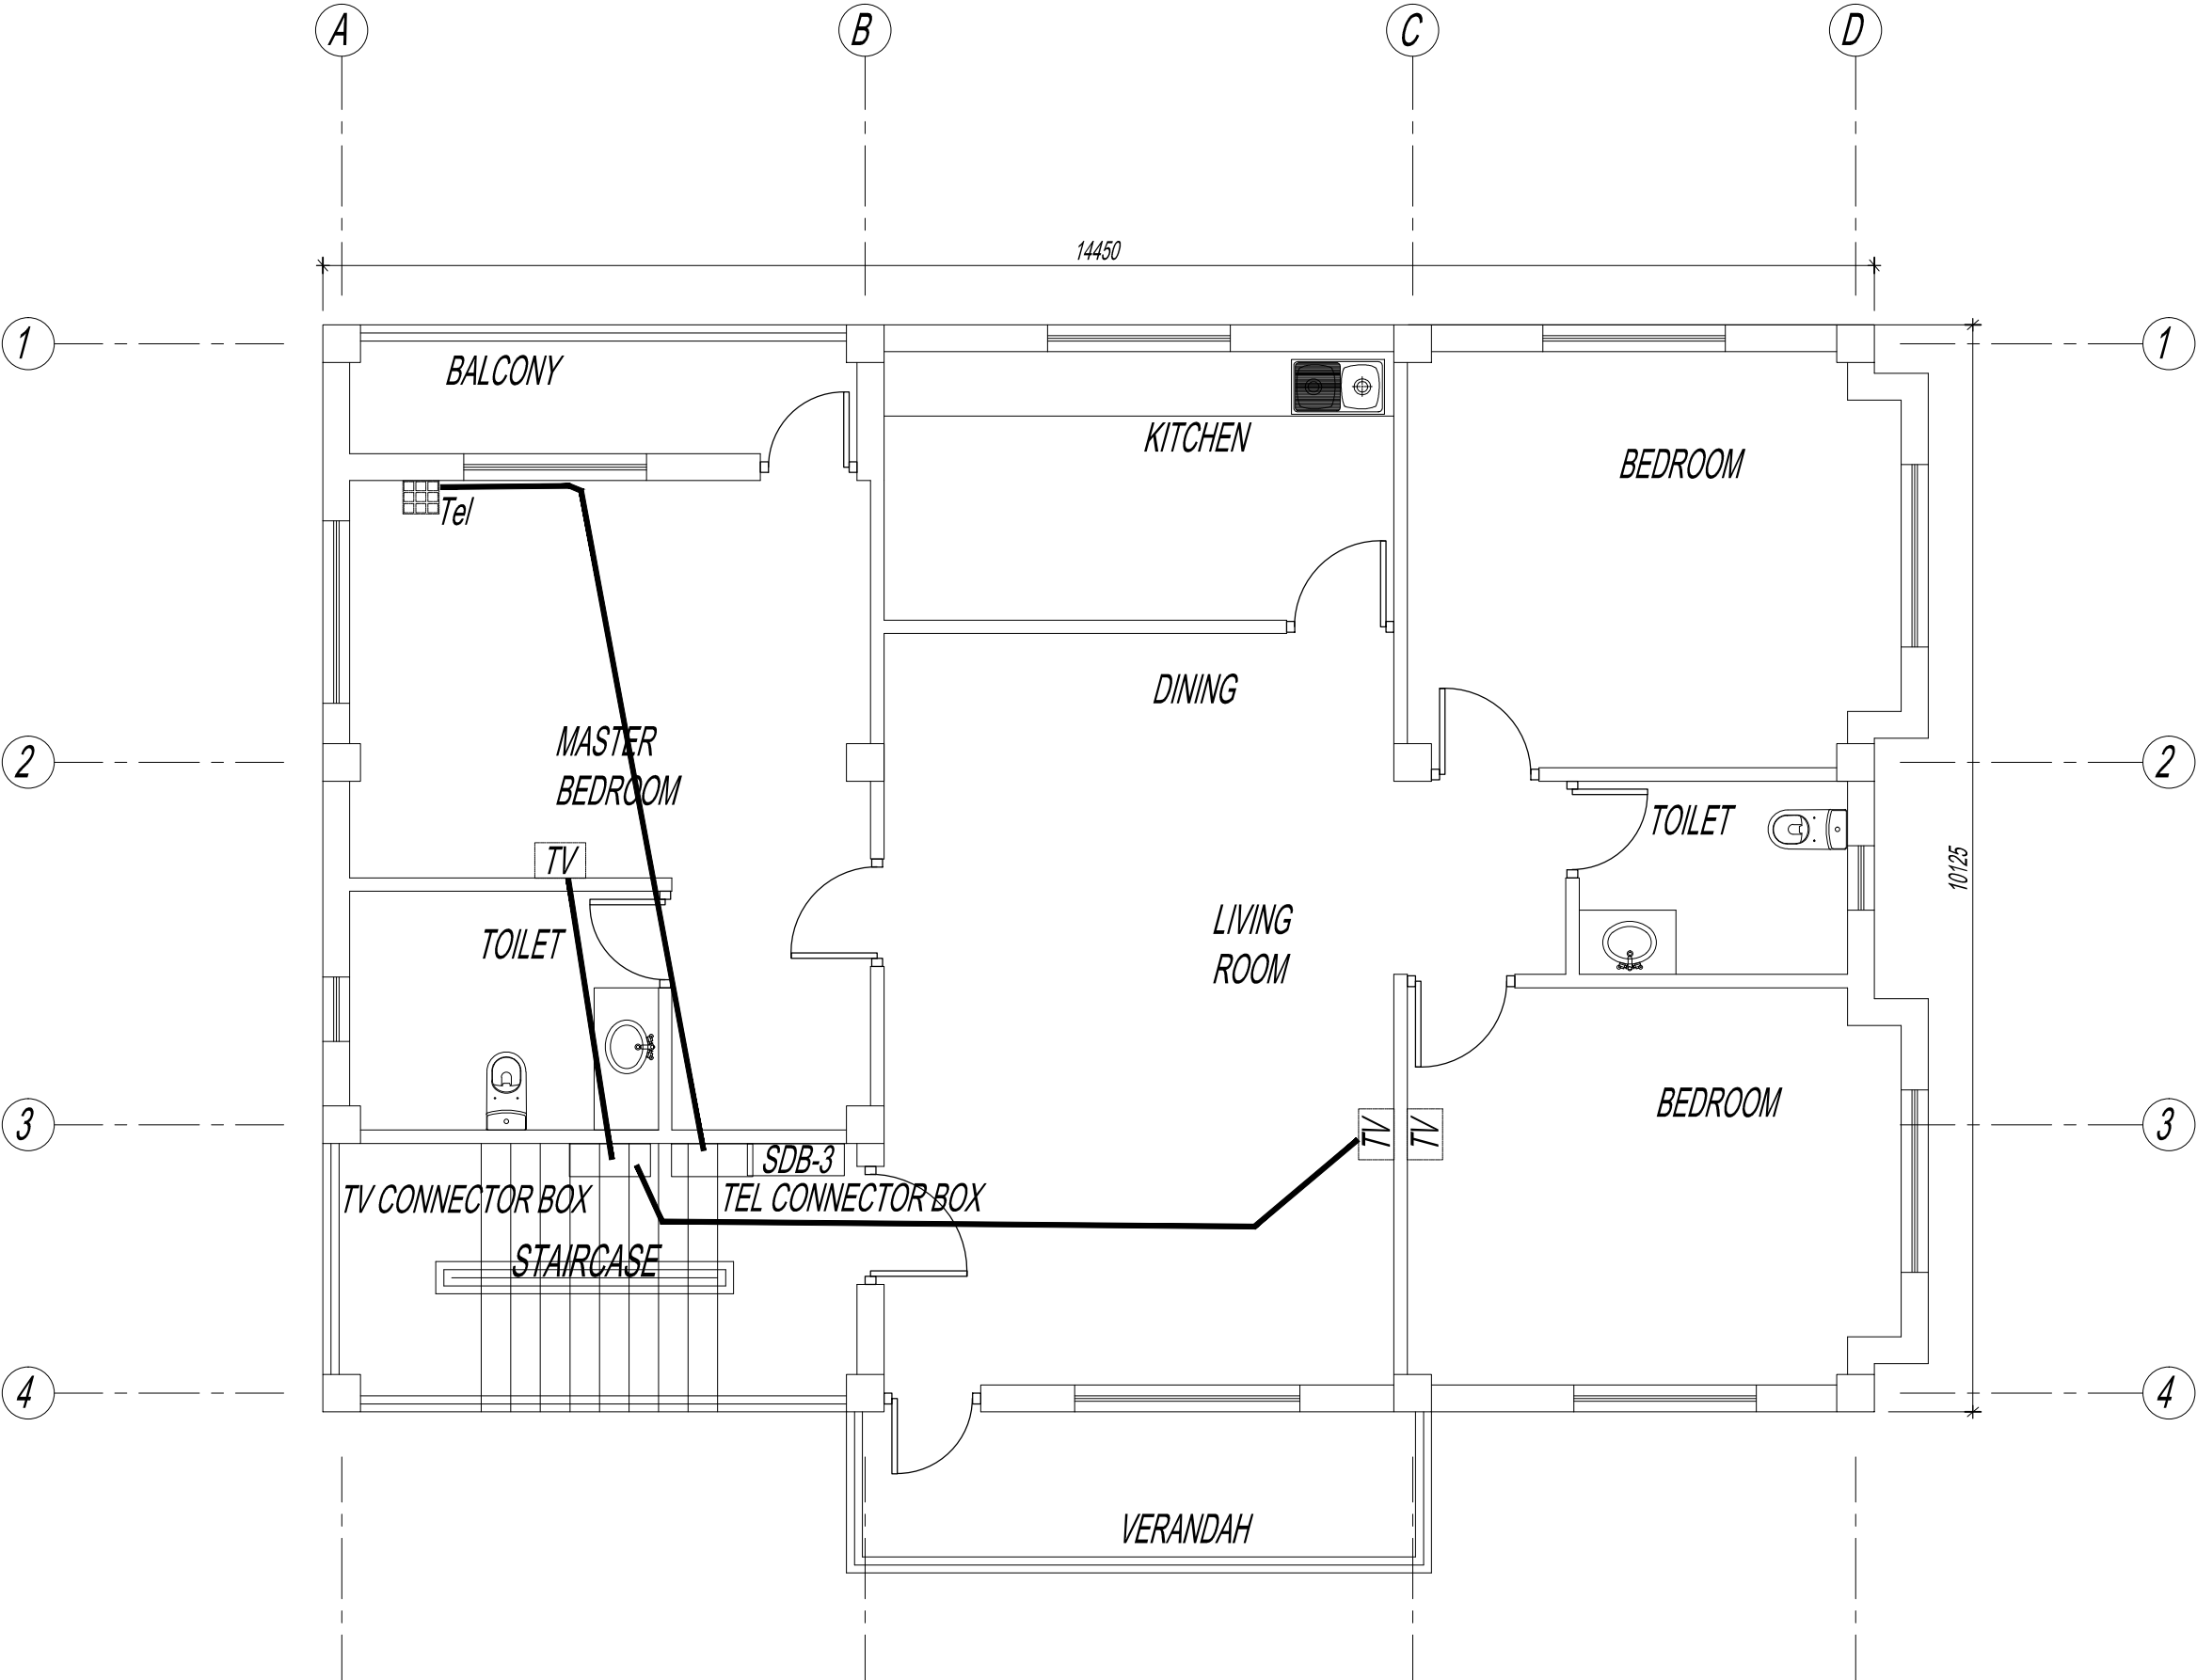 A B C D
14450
1 1
BALCONY
KITCHEN
BEDROOM
Tel
DINING
MASTER
BEDROOM
2 2
TOILET
TV
10125
LIVING
ROOM
TOILET
BEDROOM
3 3
TV TV
SDB-3
TV CONNECTOR BOX TEL CONNECTOR BOX
STAIRCASE
4 4
VERANDAH